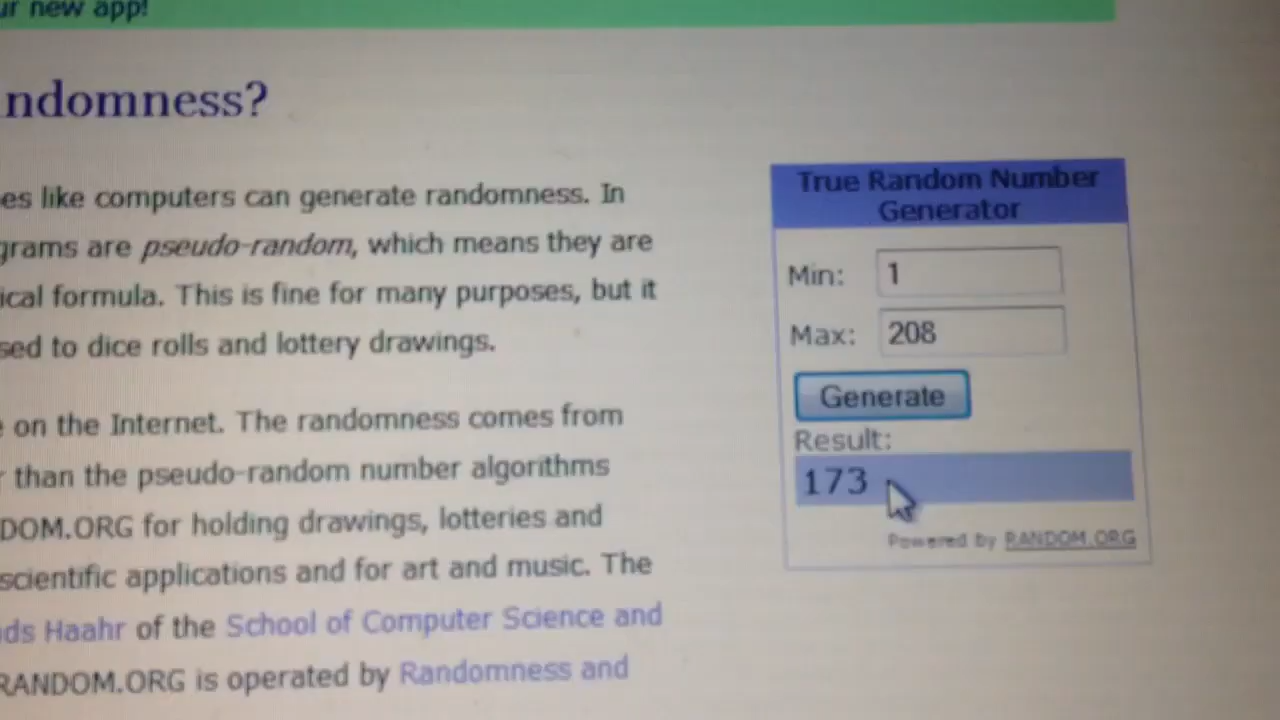 ur new app!
ndomness?
es like computers can generate randomness. In
grams are pseudo-random, which means they are
ical formula. This is fine for many purposes, but it
sed to dice rolls and lottery drawings.
e on the Internet. The randomness comes from
r than the pseudo-random number algorithms
DOM.ORG for holding drawings, lotteries and
scientific applications and for art and music. The
ds Haahr of the School of Computer Science and
RANDOM.ORG is operated by Randomness and
True Random Number
Generator
Min: 1
Max: 208
Generate
Result:
173
Powered by RANDOM.ORG